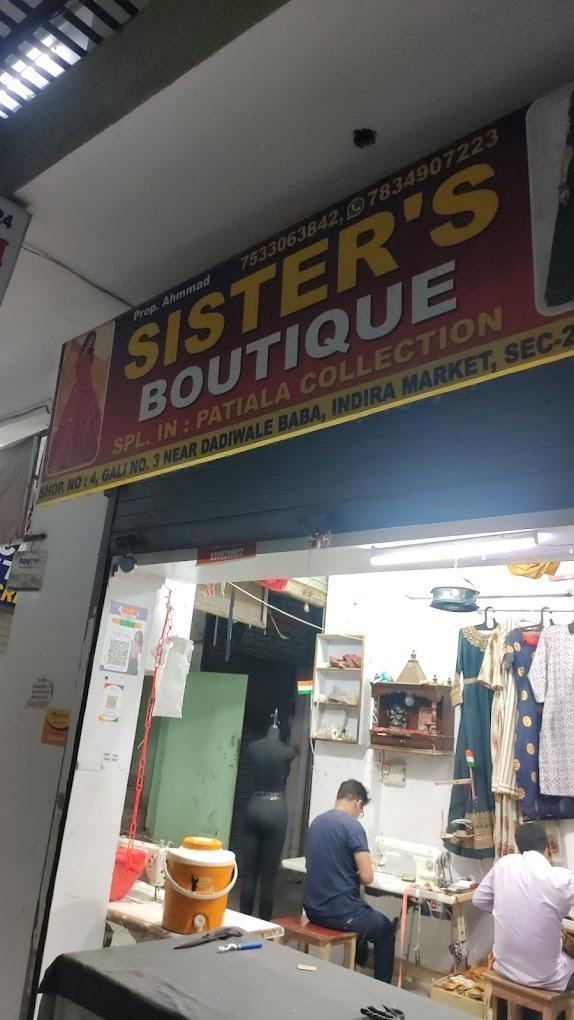 Prop. Ahmmad
7533063842, 7834907223
SISTER'S
BOUTIQUE
SPL. IN : PATIALA COLLECTION
SHOP. NO : 4, GALI NO. 3 NEAR DADIWALE BABA, INDIRA MARKET, SEC-2